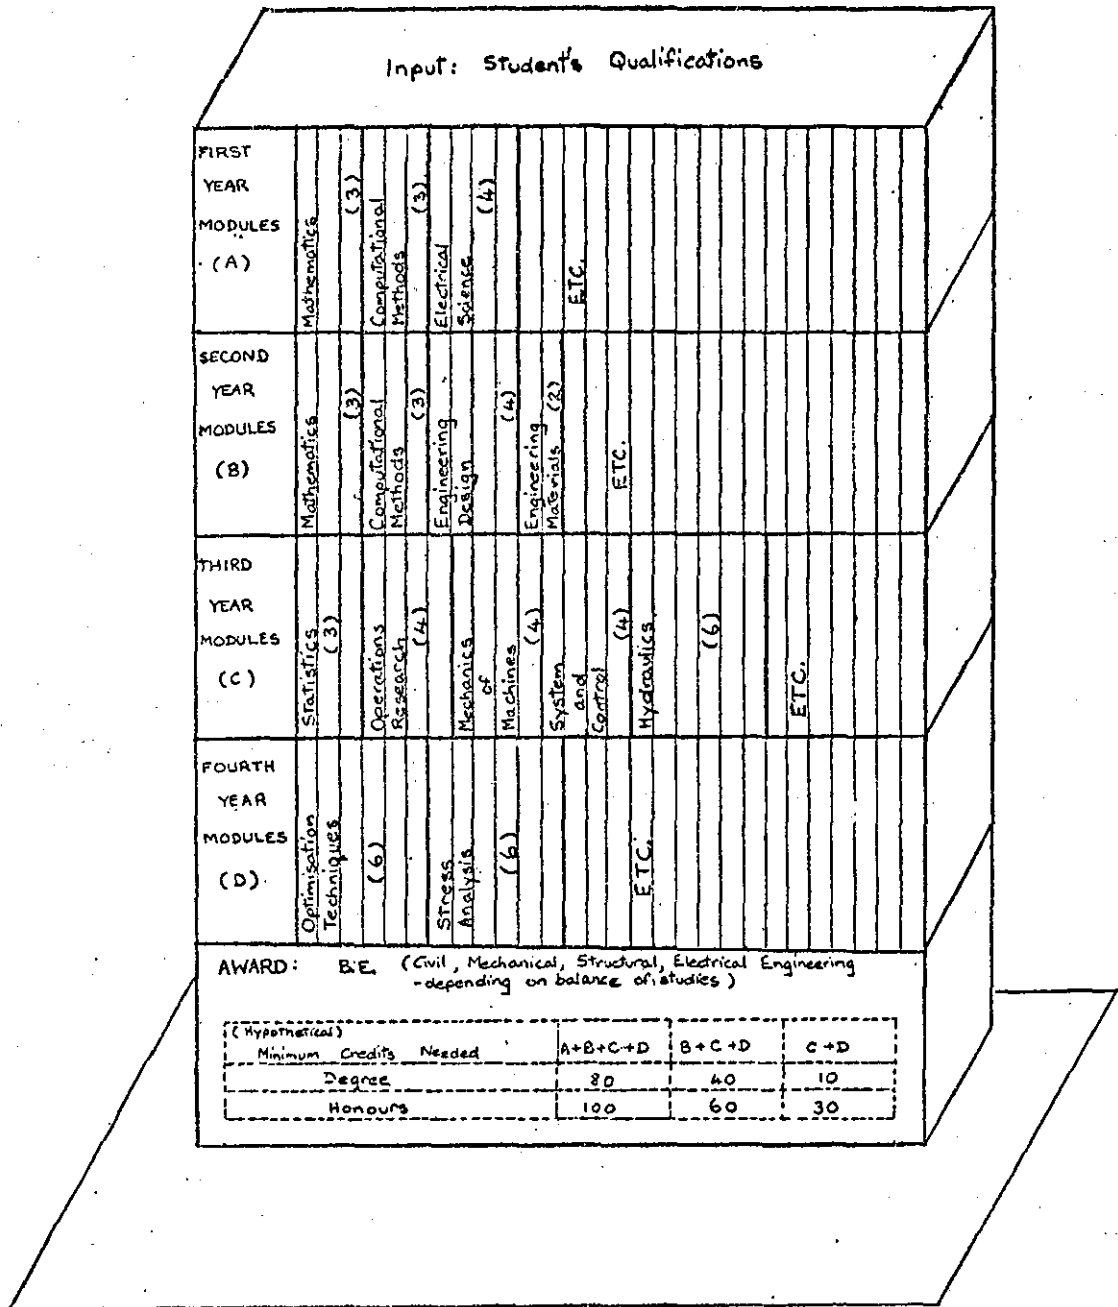 Input: Student's Qualifications
FIRST
YEAR
MODULES
(A)
Mathematics
(3)
Computational
Methods
(3)
Electrical
Science
(4)
ETC.
SECOND
YEAR
MODULES
(B)
Mathematics
(3)
Computational
Methods
(3)
Engineering
Design
(4)
Engineering
Materials (2)
ETC.
THIRD
YEAR
MODULES
(C)
Statistics
(3)
Operations
Research
(4)
Mechanics
of
Machines
(4)
System
and
Control
(4)
Hydraulics
(6)
ETC.
FOURTH
YEAR
MODULES
(D)
Optimisation
Techniques
(6)
Stress
Analysis
(6)
ETC.
AWARD: B.E. (Civil, Mechanical, Structural, Electrical Engineering
-depending on balance of studies)
(Hypothetical)
Minimum Credits Needed A+B+C+D B+C+D C+D
Degree 80 40 10
Honours 100 60 30